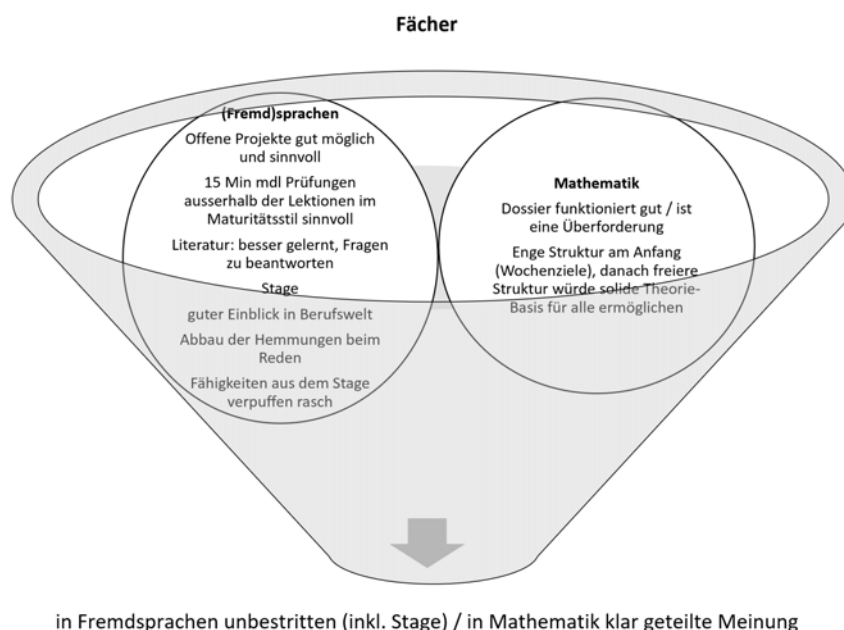 Fächer
(Fremd)sprachen
Offene Projekte gut möglich
und sinnvoll
15 Min mdl Prüfungen
ausserhalb der Lektionen im
Maturitätsstil sinnvoll
Literatur: besser gelernt, Fragen
zu beantworten
Stage
guter Einblick in Berufswelt
Abbau der Hemmungen beim
Reden
Fähigkeiten aus dem Stage
verpuffen rasch
Mathematik
Dossier funktioniert gut / ist
eine Überforderung
Enge Struktur am Anfang
(Wochenziele), danach freiere
Struktur würde solide Theorie-
Basis für alle ermöglichen
in Fremdsprachen unbestritten (inkl. Stage) / in Mathematik klar geteilte Meinung